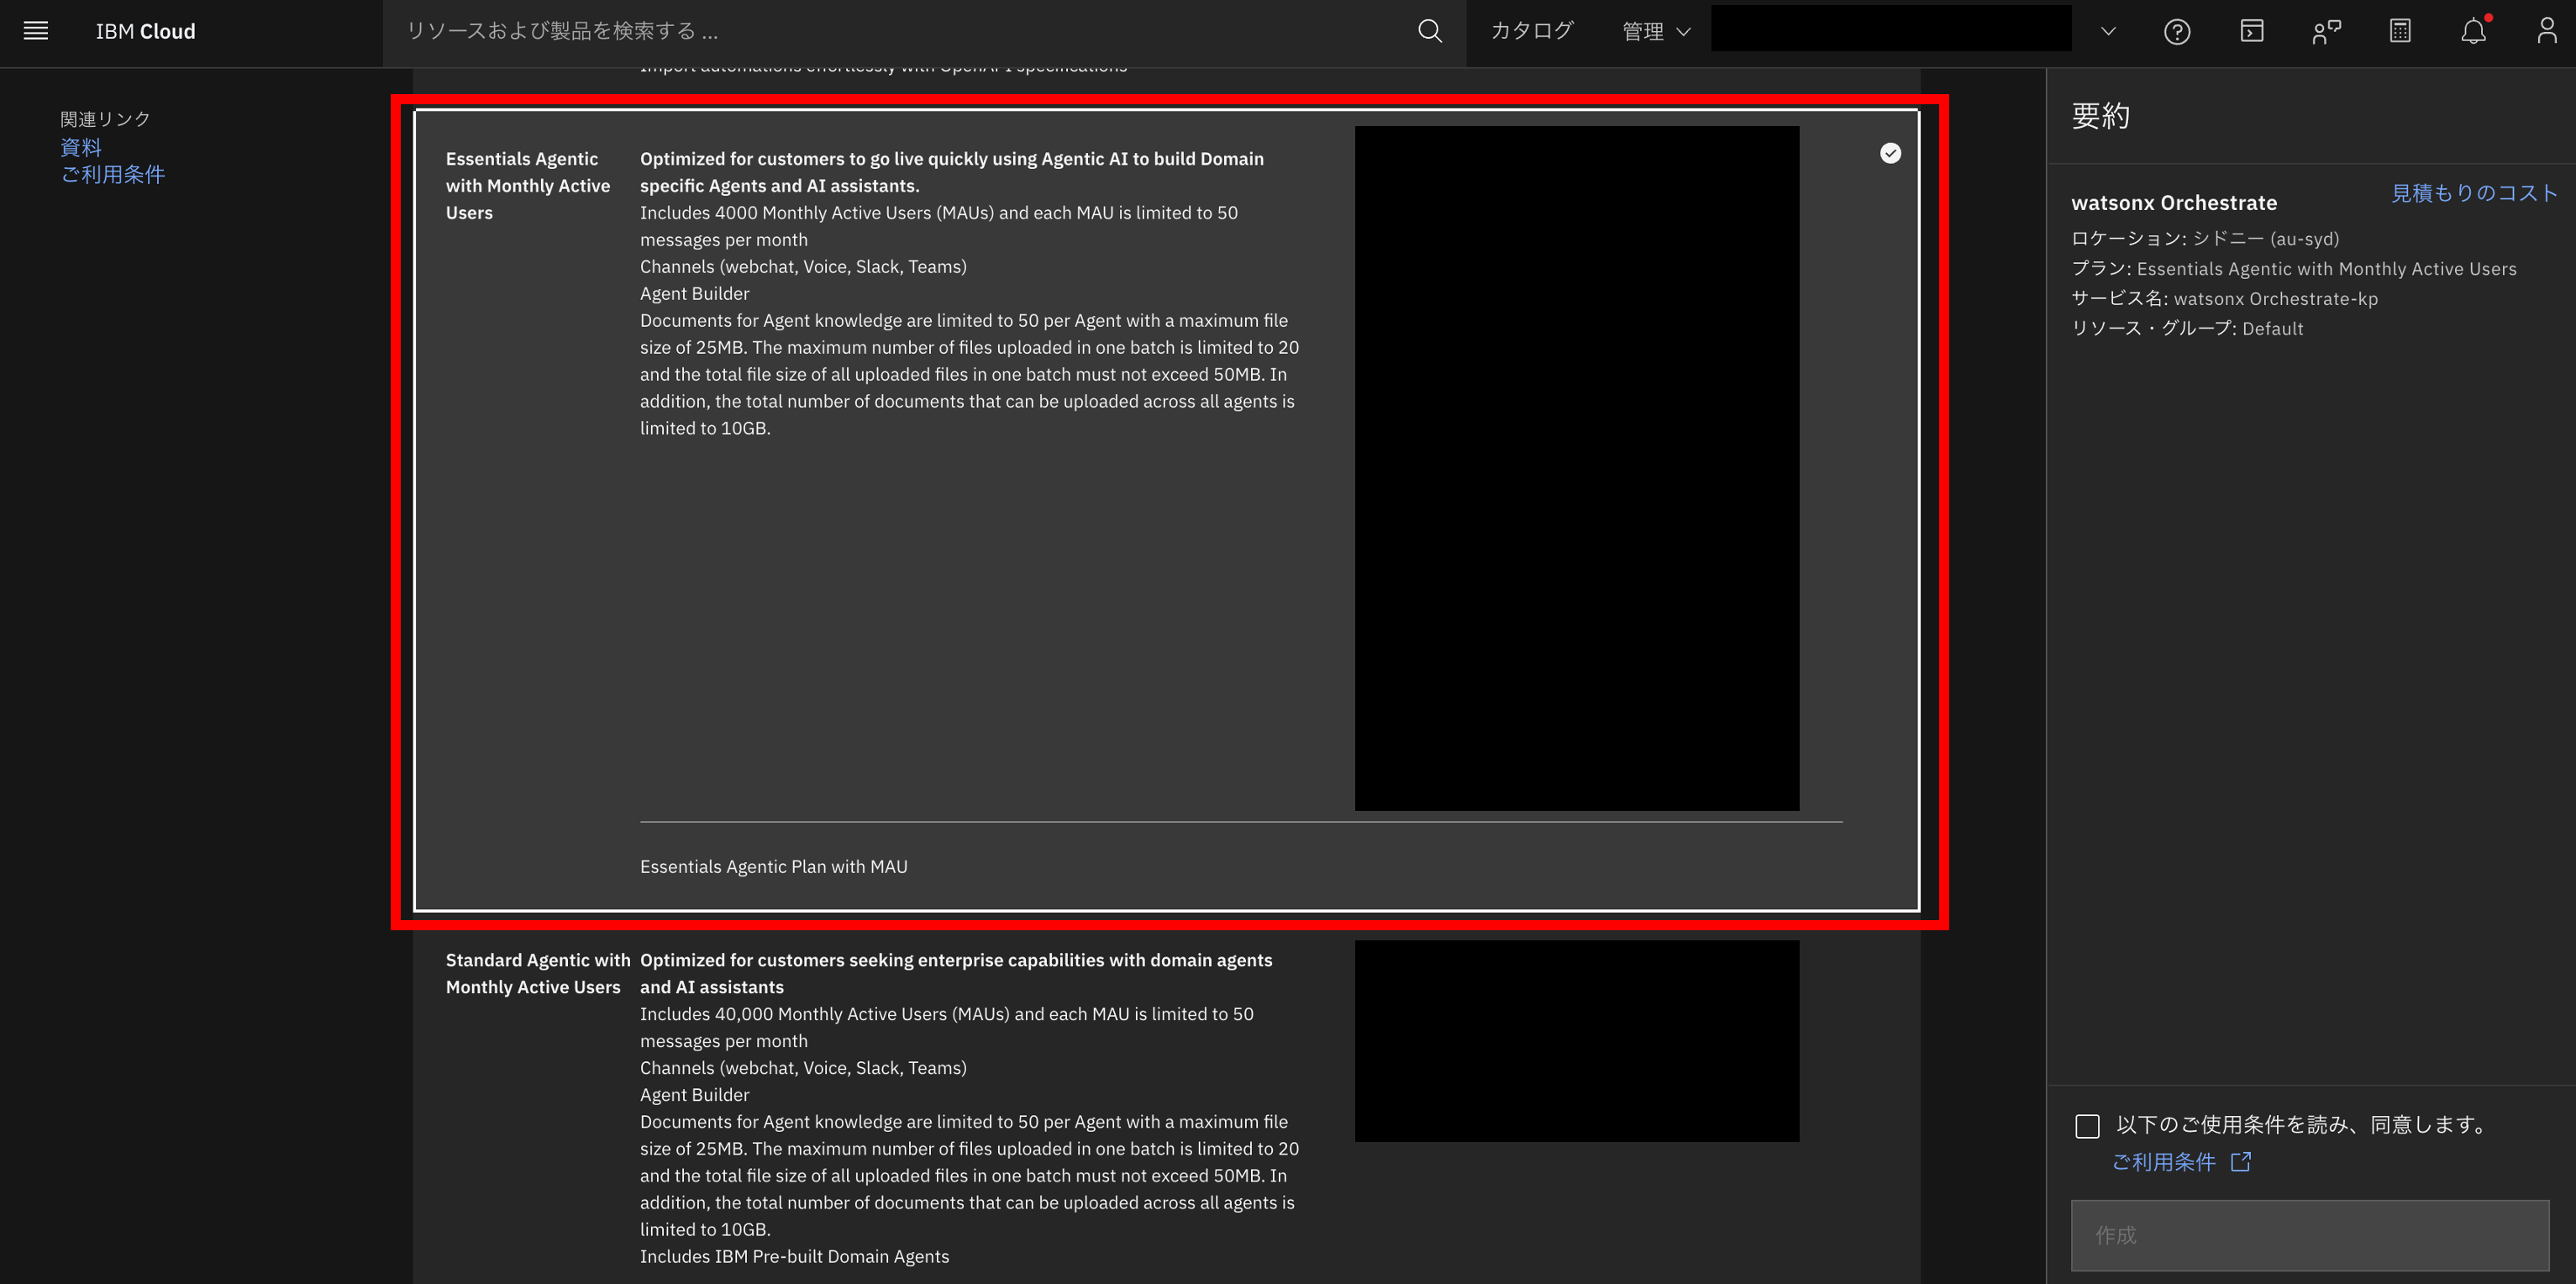 IBM Cloud
リソースおよび製品を検索する ...
カタログ
管理
関連リンク
資料
ご利用条件
Import automations effortlessly with OpenAPI specifications
Essentials Agentic
with Monthly Active
Users
Optimized for customers to go live quickly using Agentic AI to build Domain
specific Agents and AI assistants.
Includes 4000 Monthly Active Users (MAUs) and each MAU is limited to 50
messages per month
Channels (webchat, Voice, Slack, Teams)
Agent Builder
Documents for Agent knowledge are limited to 50 per Agent with a maximum file
size of 25MB. The maximum number of files uploaded in one batch is limited to 20
and the total file size of all uploaded files in one batch must not exceed 50MB. In
addition, the total number of documents that can be uploaded across all agents is
limited to 10GB.
Essentials Agentic Plan with MAU
Standard Agentic with
Monthly Active Users
Optimized for customers seeking enterprise capabilities with domain agents
and AI assistants
Includes 40,000 Monthly Active Users (MAUs) and each MAU is limited to 50
messages per month
Channels (webchat, Voice, Slack, Teams)
Agent Builder
Documents for Agent knowledge are limited to 50 per Agent with a maximum file
size of 25MB. The maximum number of files uploaded in one batch is limited to 20
and the total file size of all uploaded files in one batch must not exceed 50MB. In
addition, the total number of documents that can be uploaded across all agents is
limited to 10GB.
Includes IBM Pre-built Domain Agents
要約
watsonx Orchestrate
見積もりのコスト
ロケーション: シドニー (au-syd)
プラン: Essentials Agentic with Monthly Active Users
サービス名: watsonx Orchestrate-kp
リソース・グループ: Default
以下のご使用条件を読み、同意します。
ご利用条件
作成